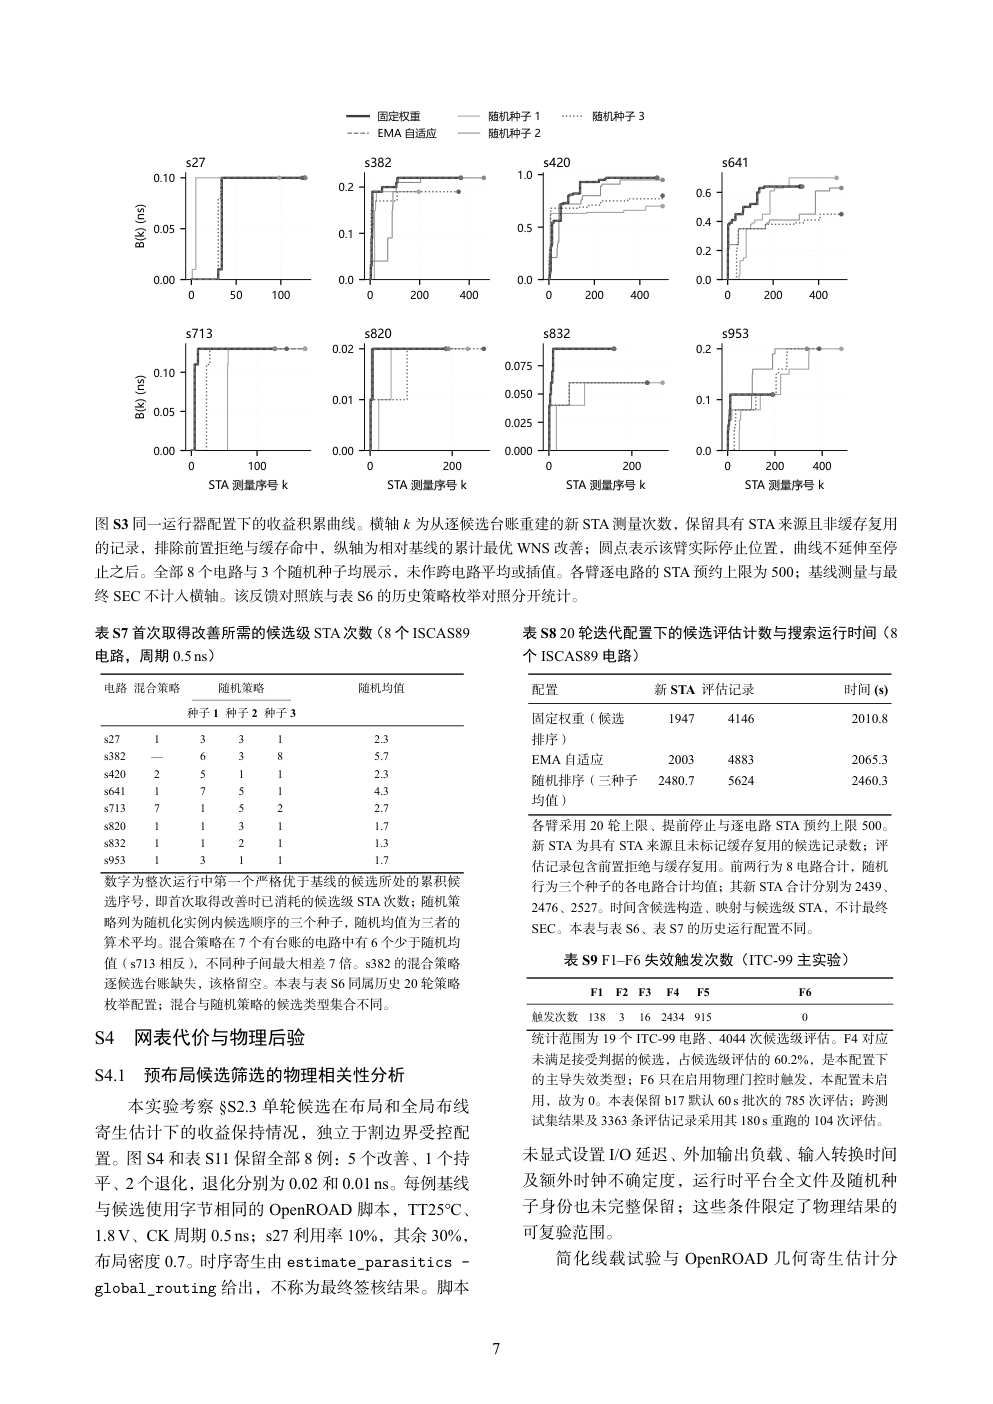 固定权重
EMA 自适应
随机种子 1
随机种子 2
随机种子 3
s27
B(k) (ns)
0.10
0.05
0.00
0 50 100
s382
0.2
0.1
0.0
0 200 400
s420
1.0
0.5
0.0
0 200 400
s641
0.6
0.4
0.2
0.0
0 200 400
s713
B(k) (ns)
0.10
0.05
0.00
0 100
STA 测量序号 k
s820
0.02
0.01
0.00
0 200
STA 测量序号 k
s832
0.075
0.050
0.025
0.000
0 200
STA 测量序号 k
s953
0.2
0.1
0.0
0 200 400
STA 测量序号 k
图 S3 同一运行器配置下的收益积累曲线。横轴 k 为从逐候选台账重建的新 STA 测量次数，保留具有 STA 来源且非缓存复用
的记录，排除前置拒绝与缓存命中，纵轴为相对基线的累计最优 WNS 改善；圆点表示该臂实际停止位置，曲线不延伸至停
止之后。全部 8 个电路与 3 个随机种子均展示，未作跨电路平均或插值。各臂逐电路的 STA 预约上限为 500；基线测量与最
终 SEC 不计入横轴。该反馈对照族与表 S6 的历史策略枚举对照分开统计。
表 S7 首次取得改善所需的候选级 STA 次数（8 个 ISCAS89
电路，周期 0.5 ns）
电路 混合策略 随机策略 随机均值
种子 1 种子 2 种子 3
s27 1 3 3 1 2.3
s382 — 6 3 8 5.7
s420 2 5 1 1 2.3
s641 1 7 5 1 4.3
s713 7 1 5 2 2.7
s820 1 1 3 1 1.7
s832 1 1 2 1 1.3
s953 1 3 1 1 1.7
数字为整次运行中第一个严格优于基线的候选所处的累积候
选序号，即首次取得改善时已消耗的候选级 STA 次数；随机策
略列为随机化实例内候选顺序的三个种子，随机均值为三者的
算术平均。混合策略在 7 个有台账的电路中有 6 个少于随机均
值（s713 相反），不同种子间最大相差 7 倍。s382 的混合策略
逐候选台账缺失，该格留空。本表与表 S6 同属历史 20 轮策略
枚举配置；混合与随机策略的候选类型集合不同。
S4 网表代价与物理后验
S4.1 预布局候选筛选的物理相关性分析
本实验考察 §S2.3 单轮候选在布局和全局布线
寄生估计下的收益保持情况，独立于割边界受控配
置。图 S4 和表 S11 保留全部 8 例：5 个改善、1 个持
平、2 个退化，退化分别为 0.02 和 0.01 ns。每例基线
与候选使用字节相同的 OpenROAD 脚本，TT25°C、
1.8 V、CK 周期 0.5 ns；s27 利用率 10%，其余 30%，
布局密度 0.7。时序寄生由 estimate_parasitics -
global_routing 给出，不称为最终签核结果。脚本
表 S8 20 轮迭代配置下的候选评估计数与搜索运行时间（8
个 ISCAS89 电路）
配置 新 STA 评估记录 时间 (s)
固定权重（候选 1947 4146 2010.8
排序）
EMA 自适应 2003 4883 2065.3
随机排序（三种子 2480.7 5624 2460.3
均值）
各臂采用 20 轮上限、提前停止与逐电路 STA 预约上限 500。
新 STA 为具有 STA 来源且未标记缓存复用的候选记录数；评
估记录包含前置拒绝与缓存复用。前两行为 8 电路合计，随机
行为三个种子的各电路合计均值；其新 STA 合计分别为 2439、
2476、2527。时间含候选构造、映射与候选级 STA，不计最终
SEC。本表与表 S6、表 S7 的历史运行配置不同。
表 S9 F1–F6 失效触发次数（ITC-99 主实验）
F1 F2 F3 F4 F5 F6
触发次数 138 3 16 2434 915 0
统计范围为 19 个 ITC-99 电路、4044 次候选级评估。F4 对应
未满足接受判据的候选，占候选级评估的 60.2%，是本配置下
的主导失效类型；F6 只在启用物理门控时触发，本配置未启
用，故为 0。本表保留 b17 默认 60 s 批次的 785 次评估；跨测
试集结果及 3363 条评估记录采用其 180 s 重跑的 104 次评估。
未显式设置 I/O 延迟、外加输出负载、输入转换时间
及额外时钟不确定度，运行时平台全文件及随机种
子身份也未完整保留；这些条件限定了物理结果的
可复验范围。
简化线载试验与 OpenROAD 几何寄生估计分
7